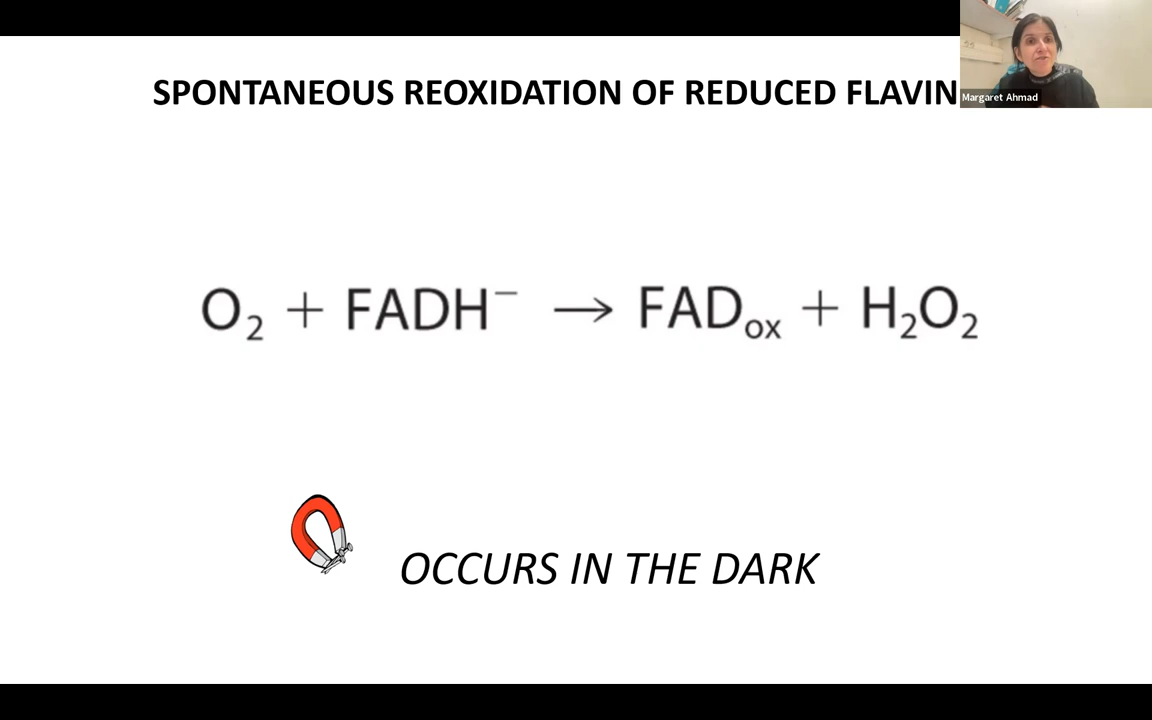 SPONTANEOUS REOXIDATION OF REDUCED FLAVIN
Margaret Ahmad
O₂ + FADH⁻ → FADox + H₂O₂
OCCURS IN THE DARK